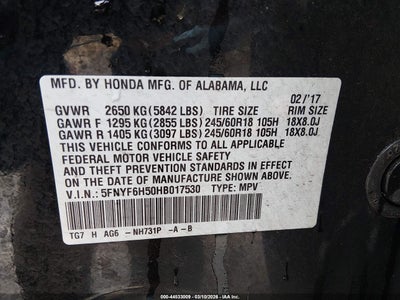 MFD. BY HONDA MFG. OF ALABAMA, LLC
02/'17
GVWR 2650 KG (5842 LBS) TIRE SIZE RIM SIZE
GAWR F 1295 KG (2855 LBS) 245/60R18 105H 18X8.0J
GAWR R 1405 KG (3097 LBS) 245/60R18 105H 18X8.0J
THIS VEHICLE CONFORMS TO ALL APPLICABLE
FEDERAL MOTOR VEHICLE SAFETY
AND THEFT PREVENTION STANDARDS IN EFFECT ON THE
DATE OF MANUFACTURE SHOWN ABOVE.
V.I.N.: 5FNYF6H50HB017530 TYPE: MPV
TG7 H AG6 -NH731P -A -B
000-44533009 - 03/10/2026 -